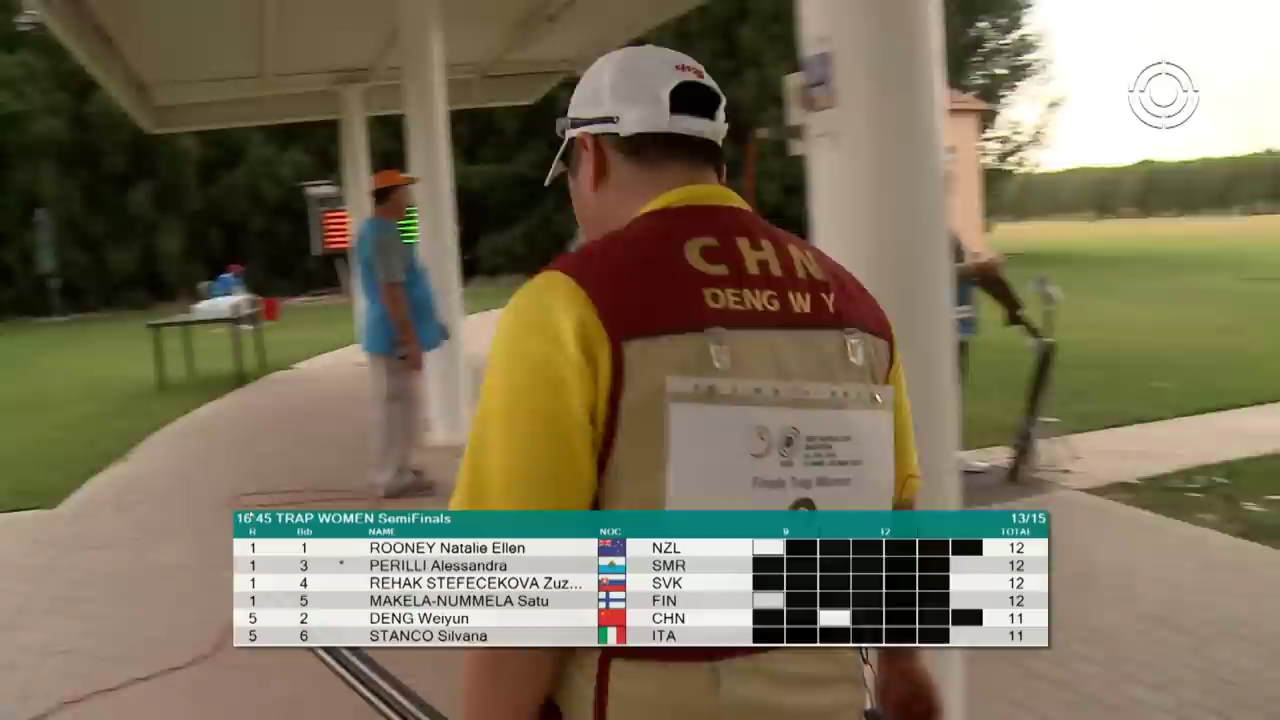 CHN
DENG W Y
Finals Trap Women
16:45 TRAP WOMEN SemiFinals 13/15
R Bib NAME NOC 9 12 TOTAL
1 1 ROONEY Natalie Ellen NZL 12
1 3 * PERILLI Alessandra SMR 12
1 4 REHAK STEFECEKOVA Zuz... SVK 12
1 5 MAKELA-NUMMELA Satu FIN 12
5 2 DENG Weiyun CHN 11
5 6 STANCO Silvana ITA 11